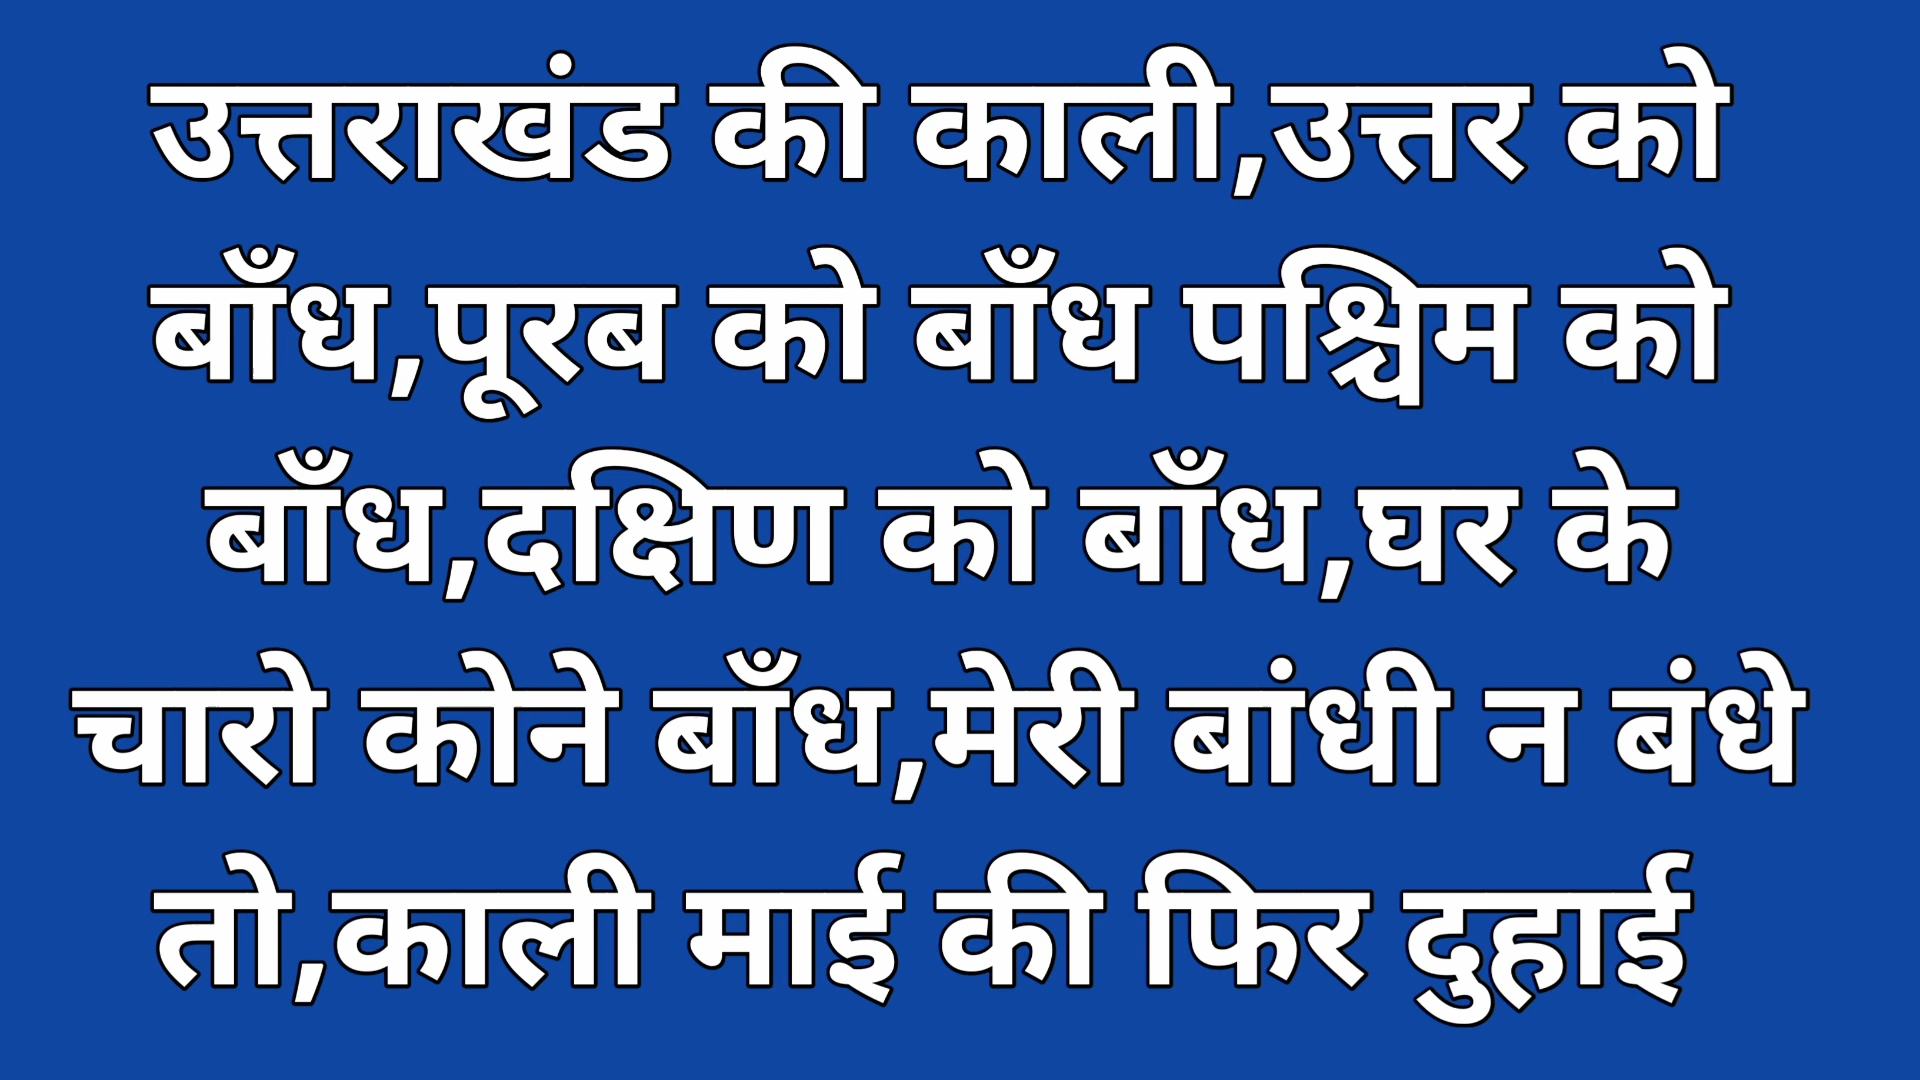 उत्तराखंड की काली,उत्तर को
बाँध,पूरब को बाँध पश्चिम को
बाँध,दक्षिण को बाँध,घर के
चारो कोने बाँध,मेरी बांधी न बंधे
तो,काली माई की फिर दुहाई